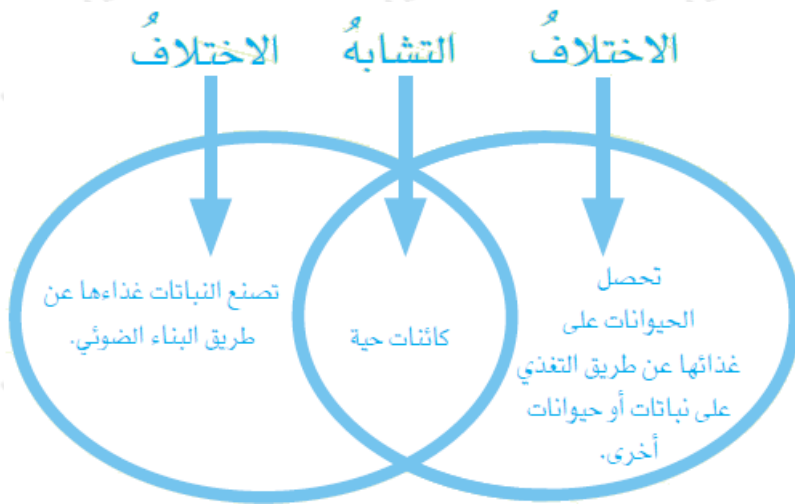 الاختلافُ
التشابهُ
الاختلافُ
تحصل
الحيوانات على
غذائها عن طريق التغذي
على نباتات أو حيوانات
أخرى.
كائنات حية
تصنع النباتات غذاءها عن
طريق البناء الضوئي.